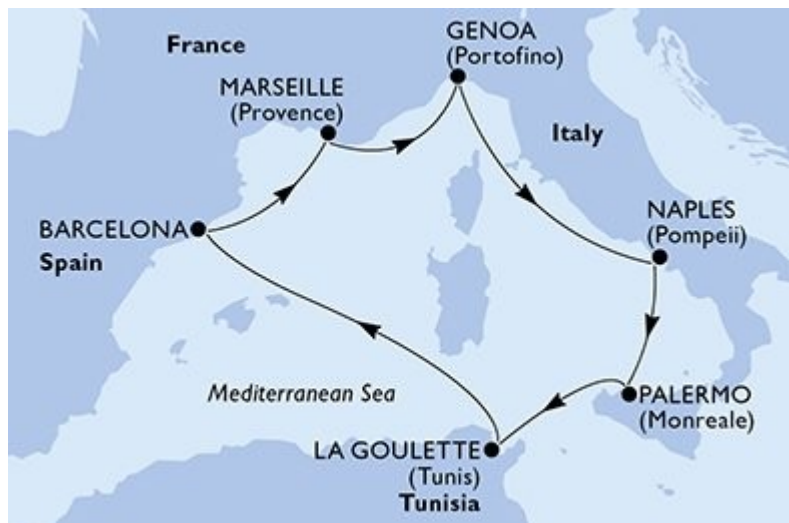 GENOA
(Portofino)
France
MARSEILLE
(Provence)
Italy
NAPLES
(Pompeii)
BARCELONA
Spain
Mediterranean Sea
PALERMO
(Monreale)
LA GOULETTE
(Tunis)
Tunisia